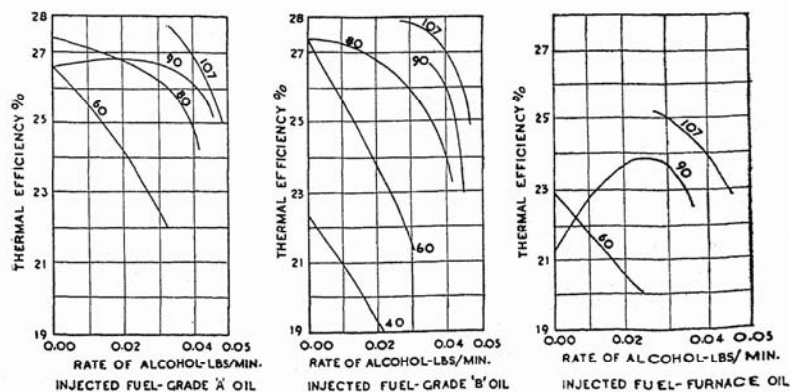 28
27
25
23
21
19
THERMAL EFFICIENCY %
107
90
80
60
0.00 0.02 0.04 0.05
RATE OF ALCOHOL-LBS/MIN.
INJECTED FUEL-GRADE 'A' OIL
28
27
25
23
21
19
THERMAL EFFICIENCY %
107
80
90
60
40
0.00 0.02 0.04 0.05
RATE OF ALCOHOL-LBS/MIN.
INJECTED FUEL-GRADE 'B' OIL
23
25
23
21
19
THERMAL EFFICIENCY %
107
90
60
0.00 0.02 0.04 0.05
RATE OF ALCOHOL-LBS/MIN.
INJECTED FUEL-FURNACE OIL